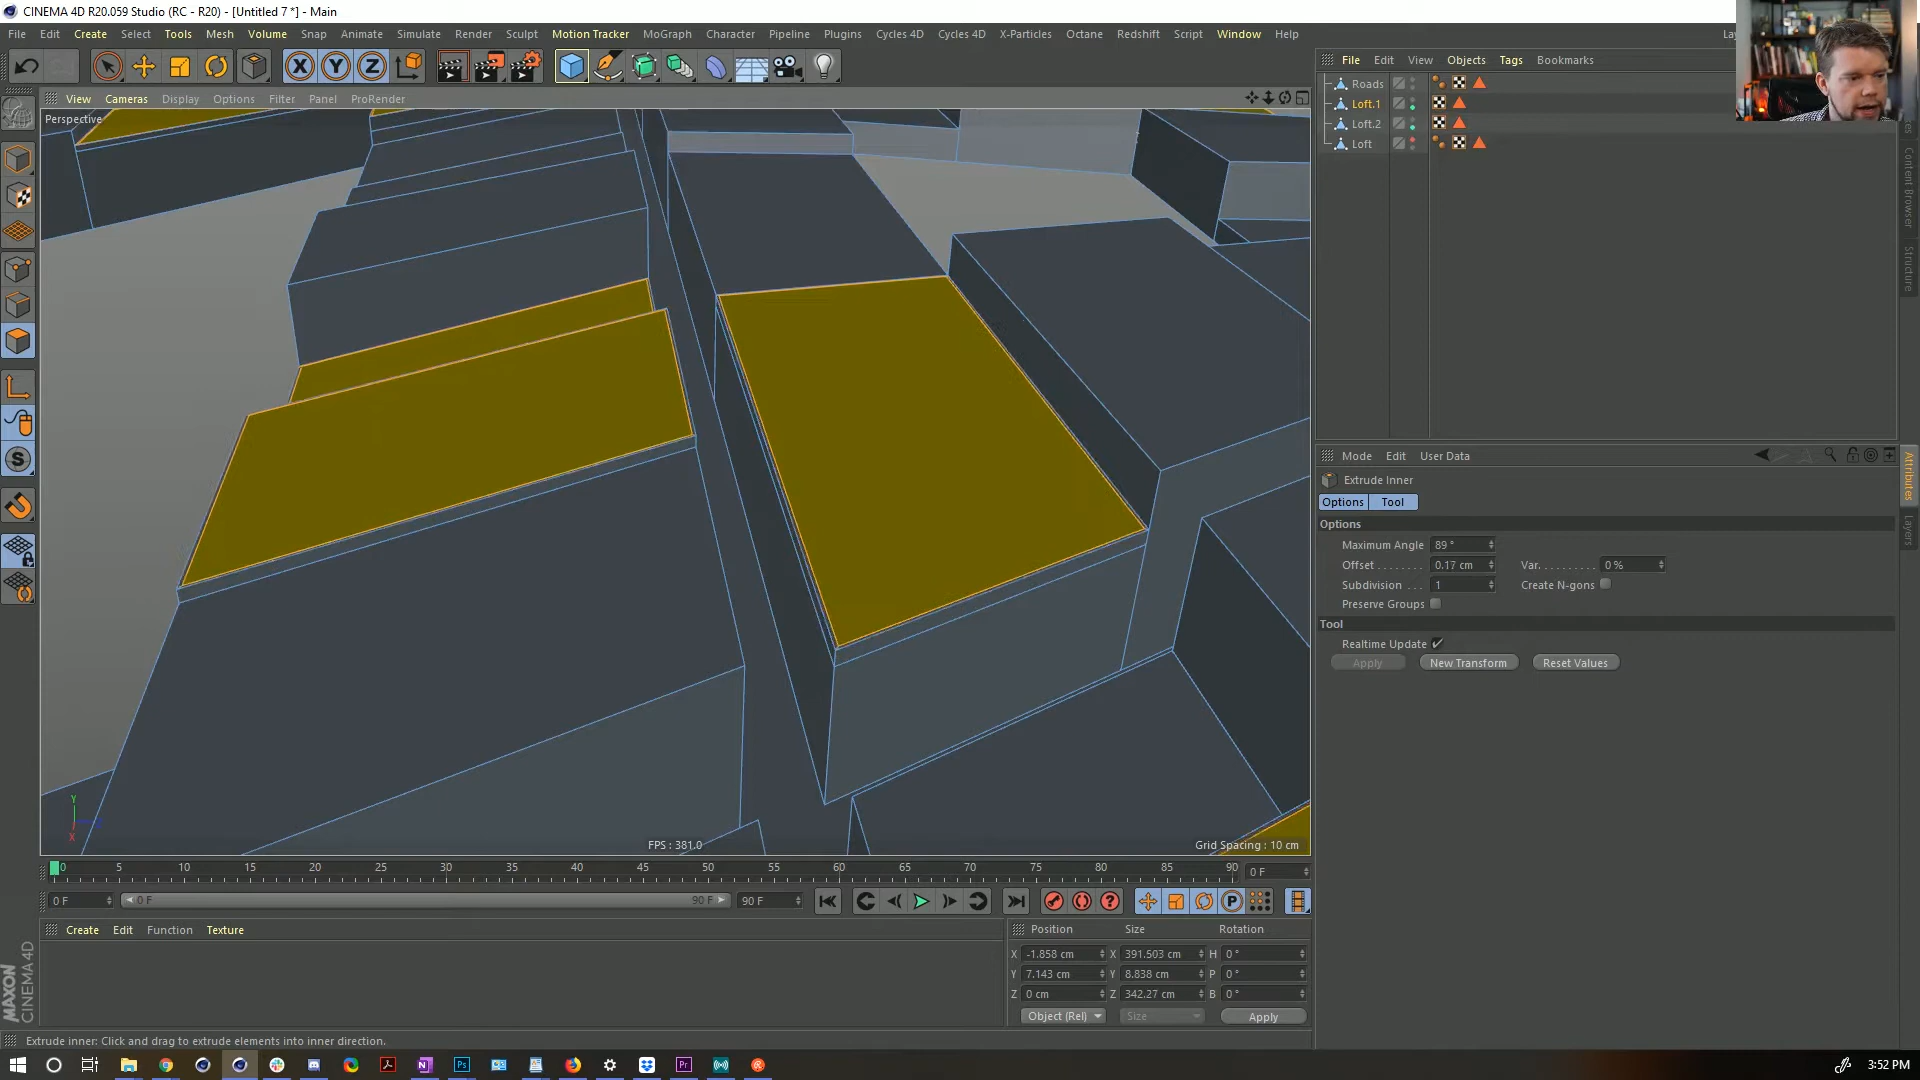 CINEMA 4D R20.059 Studio (RC - R20) - [Untitled 7 *] - Main
File Edit Create Select Tools Mesh Volume Snap Animate Simulate Render Sculpt Motion Tracker MoGraph Character Pipeline Plugins Cycles 4D Cycles 4D X-Particles Octane Redshift Script Window Help
X Y Z
File Edit View Objects Tags Bookmarks
View Cameras Display Options Filter Panel ProRender
Perspective
Roads
Loft.1
Loft.2
Loft
Content Browser
Structure
Mode Edit User Data
Attributes
Layers
Extrude Inner
Options Tool
Options
Maximum Angle 89 °
Offset . . . . . . . . 0.17 cm Var. . . . . . . . . . 0 %
Subdivision . . . 1 Create N-gons
Preserve Groups
Tool
Realtime Update
Apply New Transform Reset Values
S
Y
X
FPS : 381.0 Grid Spacing : 10 cm
0 5 10 15 20 25 30 35 40 45 50 55 60 65 70 75 80 85 90 0 F
0 F 0 F 90 F 90 F
P
Create Edit Function Texture
Position Size Rotation
X -1.858 cm X 391.503 cm H 0 °
Y 7.143 cm Y 8.838 cm P 0 °
Z 0 cm Z 342.27 cm B 0 °
Object (Rel) Size Apply
MAXON CINEMA 4D
Extrude inner: Click and drag to extrude elements into inner direction.
N Ps Pr
3:52 PM